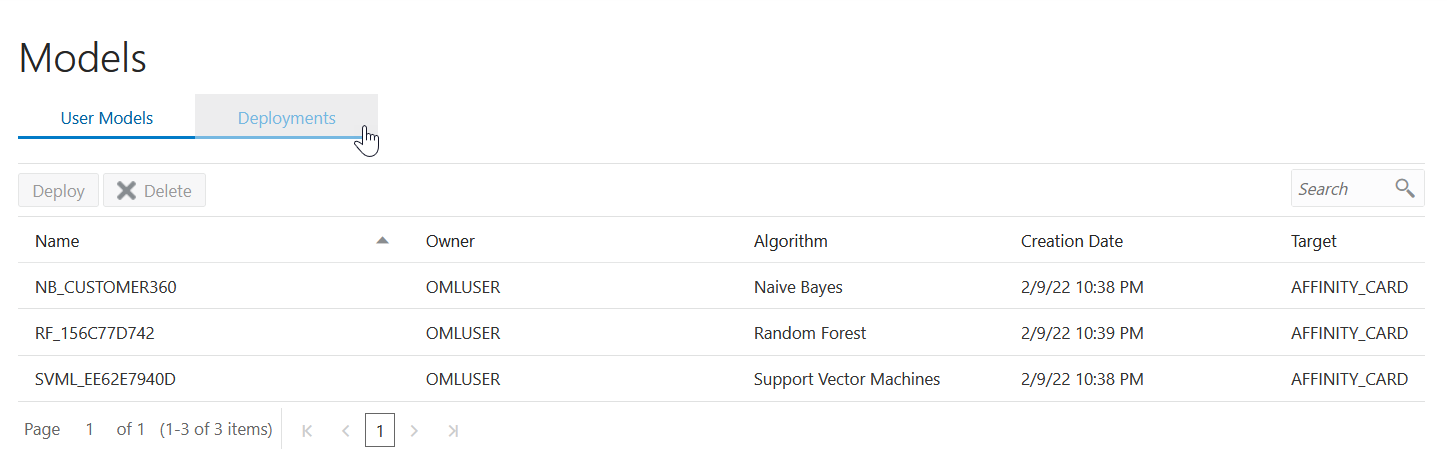 Models
User Models Deployments
Deploy Delete Search
Name Owner Algorithm Creation Date Target
NB_CUSTOMER360 OMLUSER Naive Bayes 2/9/22 10:38 PM AFFINITY_CARD
RF_156C77D742 OMLUSER Random Forest 2/9/22 10:39 PM AFFINITY_CARD
SVML_EE62E7940D OMLUSER Support Vector Machines 2/9/22 10:38 PM AFFINITY_CARD
Page 1 of 1 (1-3 of 3 items) 1